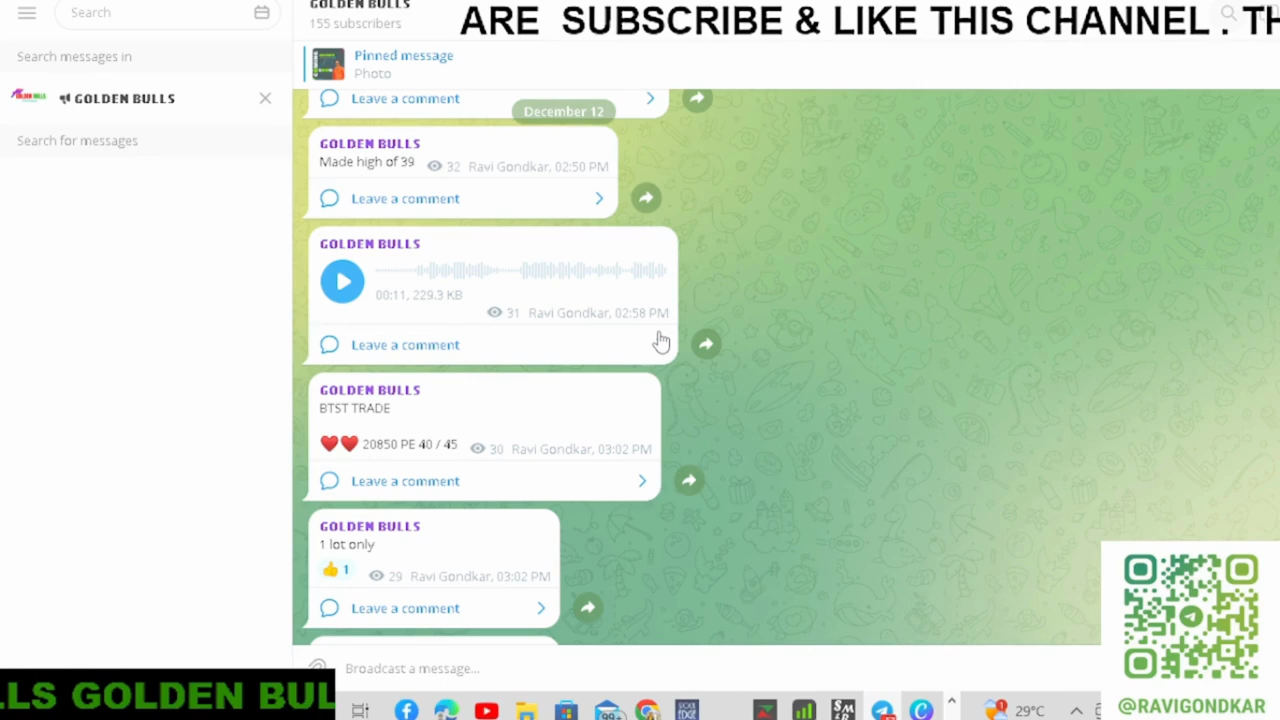 GOLDEN BULLS
155 subscribers
ARE SUBSCRIBE & LIKE THIS CHANNEL . TH
Search
Search messages in
GOLDEN BULLS
Search for messages
Pinned message
Photo
Leave a comment
December 12
GOLDEN BULLS
Made high of 39 32 Ravi Gondkar, 02:50 PM
Leave a comment
GOLDEN BULLS
00:11, 229.3 KB
31 Ravi Gondkar, 02:58 PM
Leave a comment
GOLDEN BULLS
BTST TRADE
❤️❤️ 20850 PE 40 / 45 30 Ravi Gondkar, 03:02 PM
Leave a comment
GOLDEN BULLS
1 lot only
👍 1 29 Ravi Gondkar, 03:02 PM
Leave a comment
Broadcast a message...
LLS GOLDEN BUL
99+
29°C
@RAVIGONDKAR